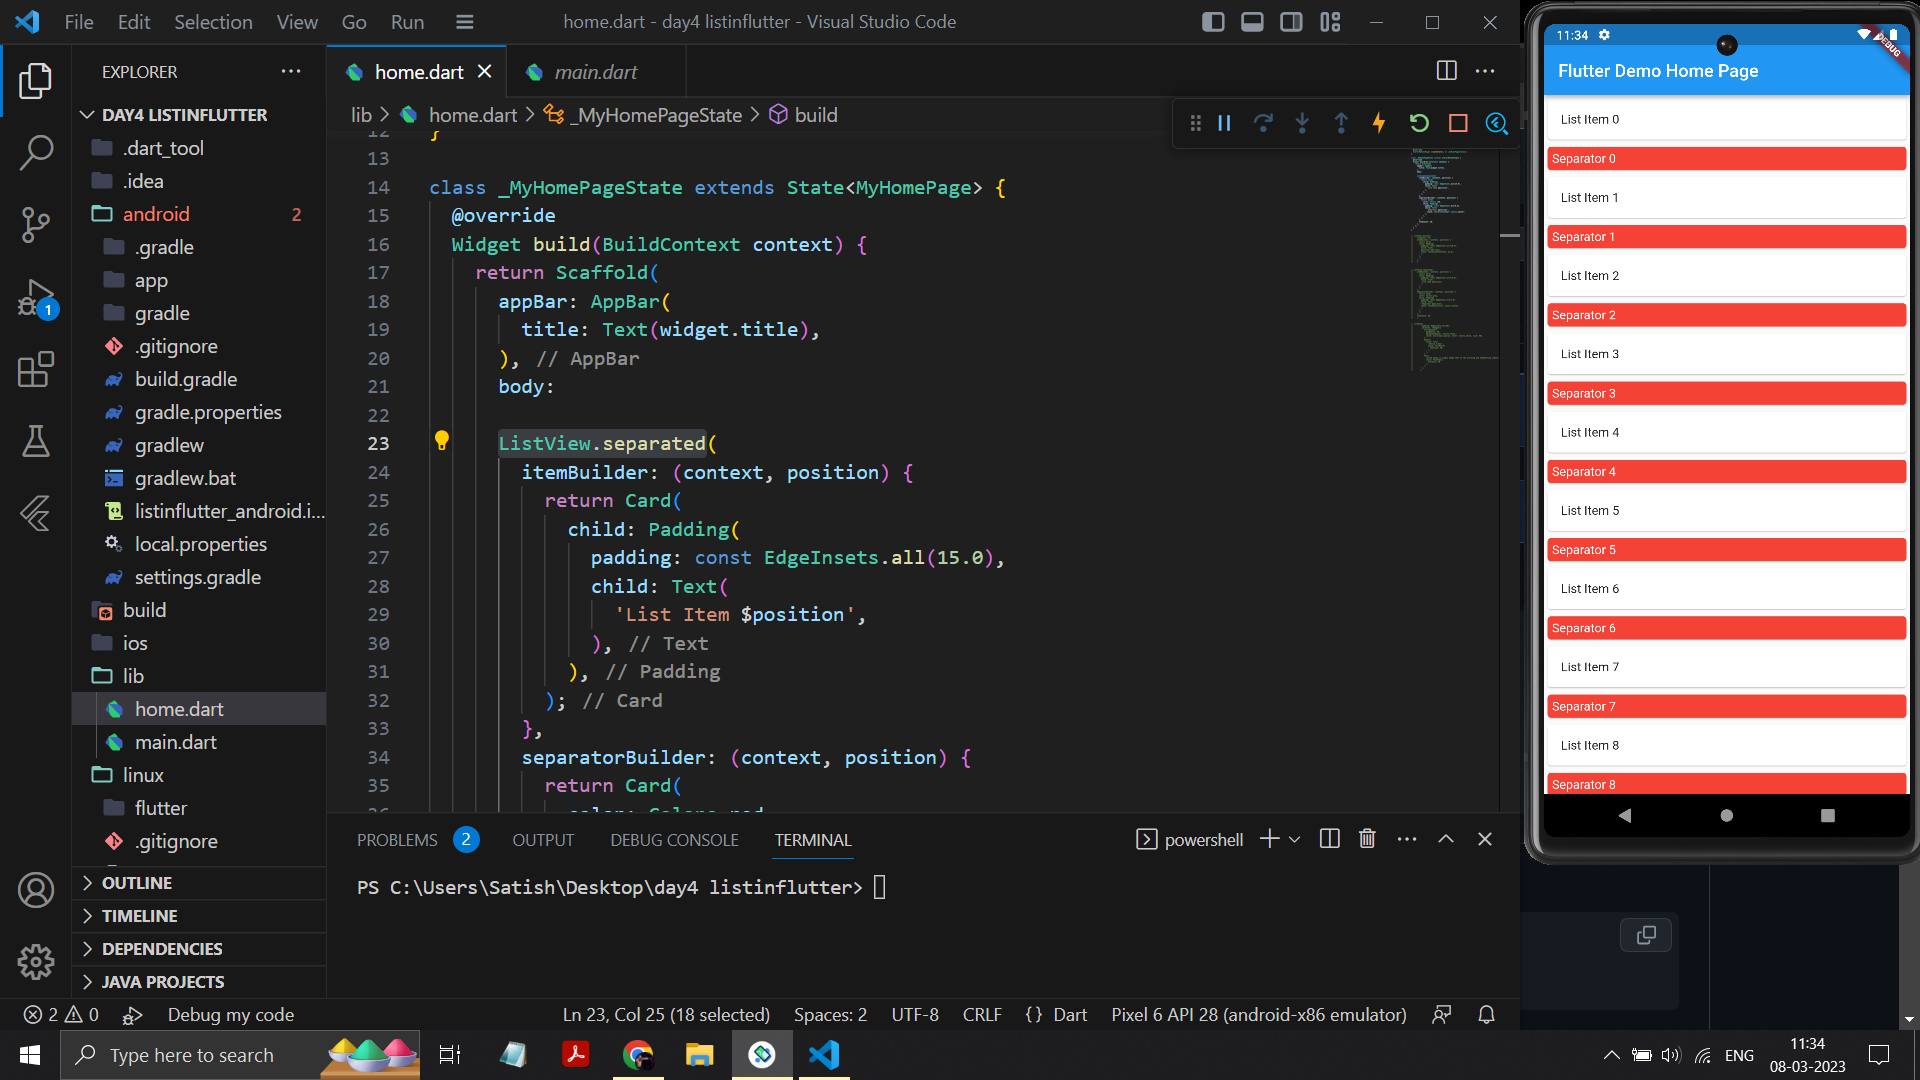 File Edit Selection View Go Run
home.dart - day4 listinflutter - Visual Studio Code
EXPLORER
DAY4 LISTINFLUTTER
.dart_tool
.idea
android 2
.gradle
app
gradle
.gitignore
build.gradle
gradle.properties
gradlew
gradlew.bat
listinflutter_android.i...
local.properties
settings.gradle
build
ios
lib
home.dart
main.dart
linux
flutter
.gitignore
OUTLINE
TIMELINE
DEPENDENCIES
JAVA PROJECTS
1
home.dart
main.dart
lib > home.dart > _MyHomePageState > build
12 }
13
14 class _MyHomePageState extends State<MyHomePage> {
15 @override
16 Widget build(BuildContext context) {
17 return Scaffold(
18 appBar: AppBar(
19 title: Text(widget.title),
20 ), // AppBar
21 body:
22
23 ListView.separated(
24 itemBuilder: (context, position) {
25 return Card(
26 child: Padding(
27 padding: const EdgeInsets.all(15.0),
28 child: Text(
29 'List Item $position',
30 ), // Text
31 ), // Padding
32 ); // Card
33 },
34 separatorBuilder: (context, position) {
35 return Card(
PROBLEMS 2 OUTPUT DEBUG CONSOLE TERMINAL
powershell
PS C:\Users\Satish\Desktop\day4 listinflutter>
2 0 Debug my code
Ln 23, Col 25 (18 selected) Spaces: 2 UTF-8 CRLF {} Dart Pixel 6 API 28 (android-x86 emulator)
11:34
DEBUG
Flutter Demo Home Page
List Item 0
Separator 0
List Item 1
Separator 1
List Item 2
Separator 2
List Item 3
Separator 3
List Item 4
Separator 4
List Item 5
Separator 5
List Item 6
Separator 6
List Item 7
Separator 7
List Item 8
Separator 8
Type here to search
ENG
11:34
08-03-2023